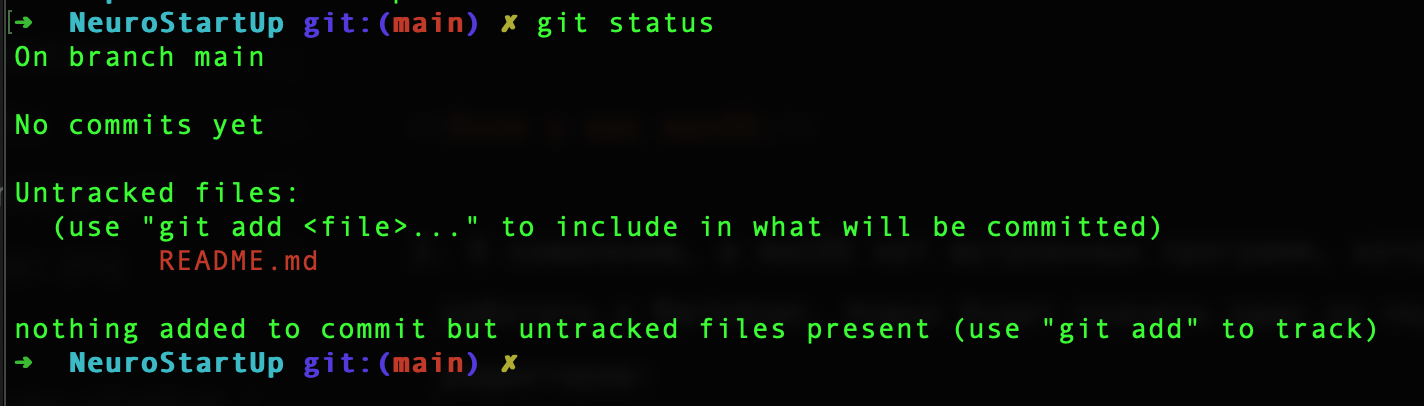 ➜  NeuroStartUp git:(main) ✗ git status
On branch main

No commits yet

Untracked files:
  (use "git add <file>..." to include in what will be committed)
        README.md

nothing added to commit but untracked files present (use "git add" to track)
➜  NeuroStartUp git:(main) ✗